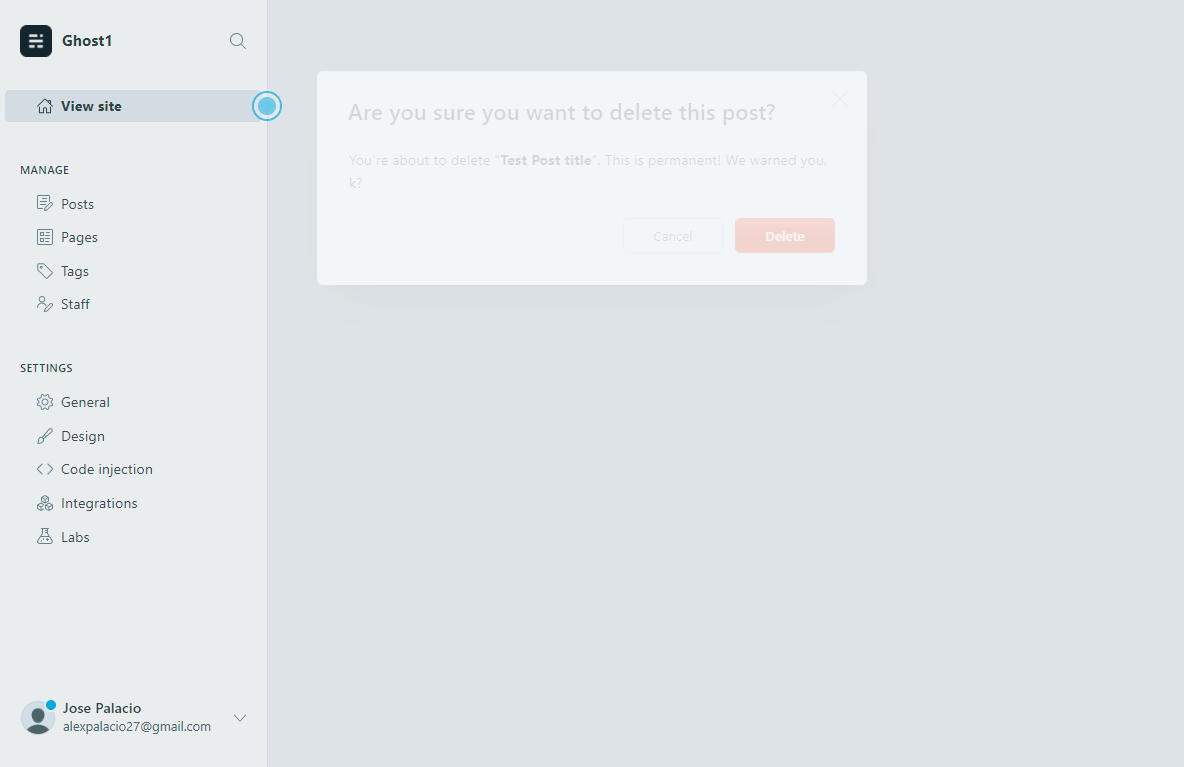 Ghost1
View site
MANAGE
Posts
Pages
Tags
Staff
SETTINGS
General
Design
Code injection
Integrations
Labs
Jose Palacio
alexpalacio27@gmail.com
Are you sure you want to delete this post?
You're about to delete "Test Post title". This is permanent! We warned you,
k?
Cancel
Delete